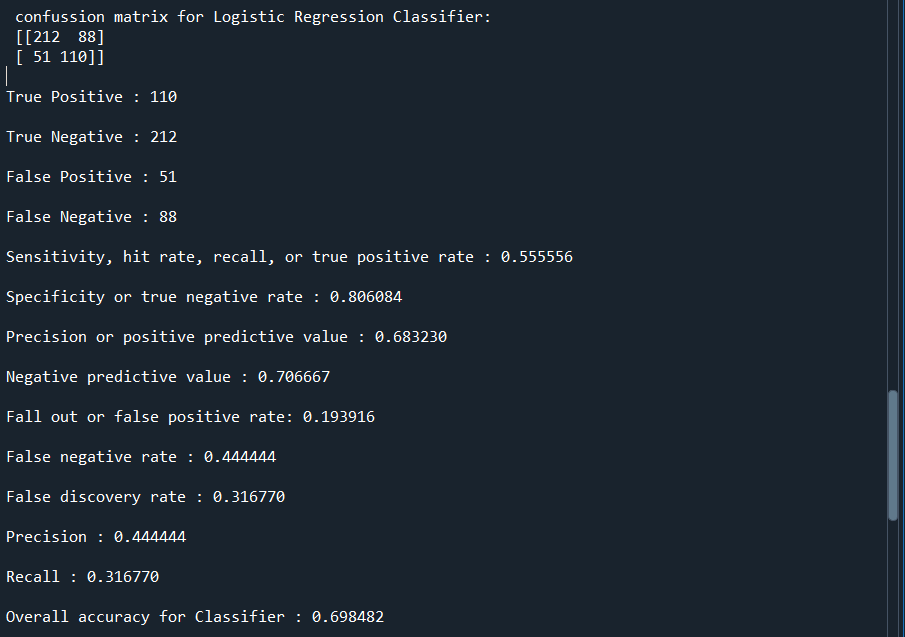 confussion matrix for Logistic Regression Classifier:
[[212  88]
[ 51 110]]
True Positive : 110
True Negative : 212
False Positive : 51
False Negative : 88
Sensitivity, hit rate, recall, or true positive rate : 0.555556
Specificity or true negative rate : 0.806084
Precision or positive predictive value : 0.683230
Negative predictive value : 0.706667
Fall out or false positive rate: 0.193916
False negative rate : 0.444444
False discovery rate : 0.316770
Precision : 0.444444
Recall : 0.316770
Overall accuracy for Classifier : 0.698482